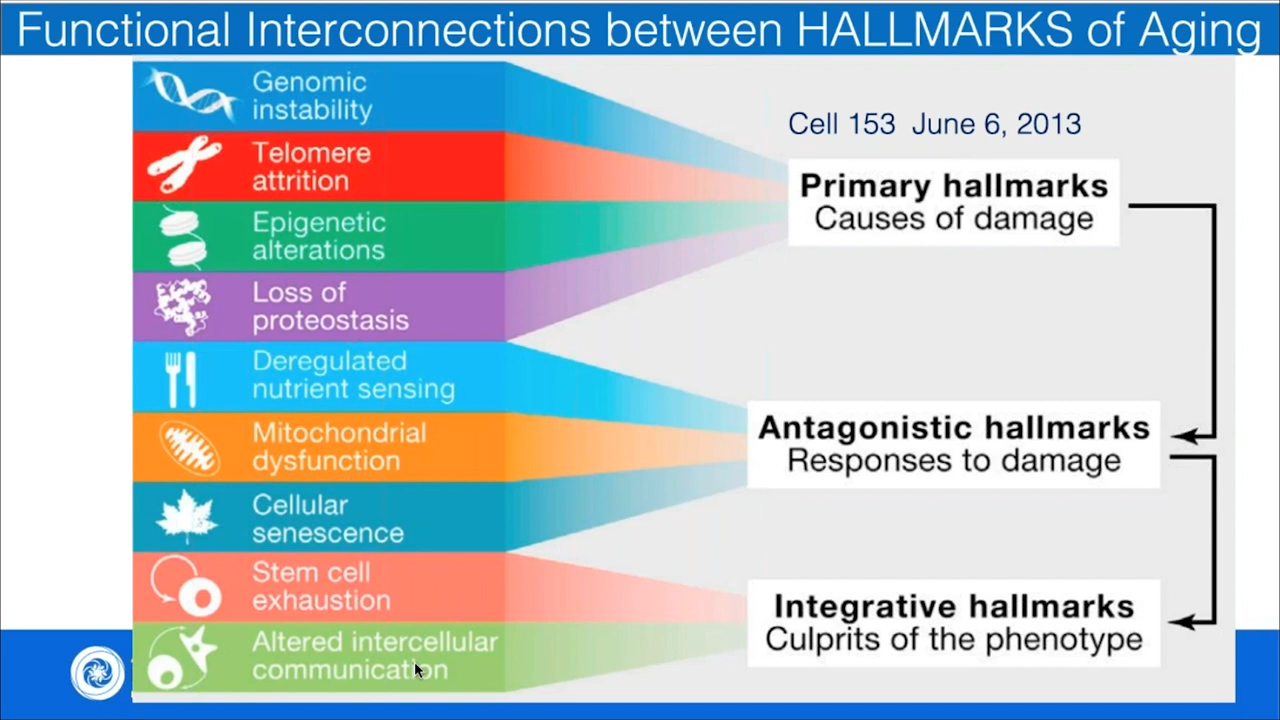 Functional Interconnections between HALLMARKS of Aging
Genomic
instability
Telomere
attrition
Epigenetic
alterations
Loss of
proteostasis
Deregulated
nutrient sensing
Mitochondrial
dysfunction
Cellular
senescence
Stem cell
exhaustion
Altered intercellular
communication
Cell 153 June 6, 2013
Primary hallmarks
Causes of damage
Antagonistic hallmarks
Responses to damage
Integrative hallmarks
Culprits of the phenotype